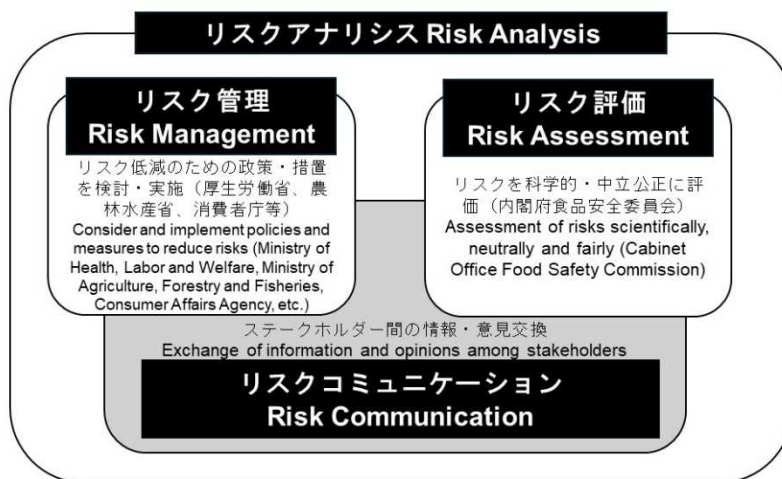 リスクアナリシス Risk Analysis
リスク管理
Risk Management
リスク低減のための政策・措置
を検討・実施（厚生労働省、農
林水産省、消費者庁等）
Consider and implement policies and
measures to reduce risks (Ministry of
Health, Labor and Welfare, Ministry of
Agriculture, Forestry and Fisheries,
Consumer Affairs Agency, etc.)
リスク評価
Risk Assessment
リスクを科学的・中立公正に評
価（内閣府食品安全委員会）
Assessment of risks scientifically,
neutrally and fairly (Cabinet
Office Food Safety Commission)
ステークホルダー間の情報・意見交換
Exchange of information and opinions among stakeholders
リスクコミュニケーション
Risk Communication